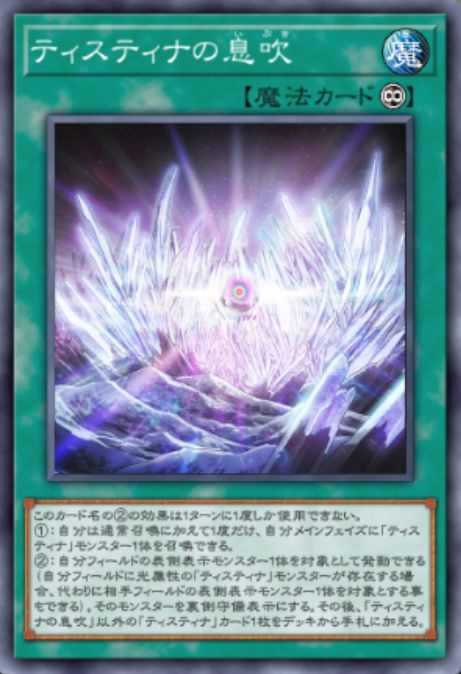 ティスティナの息吹
いぶき
魔
【魔法カード】
このカード名の②の効果は1ターンに1度しか使用できない。
①:自分は通常召喚に加えて1度だけ、自分メインフェイズに「ティス
ティナ」モンスター1体を召喚できる。
②:自分フィールドの表側表示モンスター1体を対象として発動できる
(自分フィールドに光属性の「ティスティナ」モンスターが存在する場
合、代わりに相手フィールドの表側表示モンスター1体を対象とする事
もできる)。そのモンスターを裏側守備表示にする。その後、「ティスティナ
の息吹」以外の「ティスティナ」カード1枚をデッキから手札に加える。